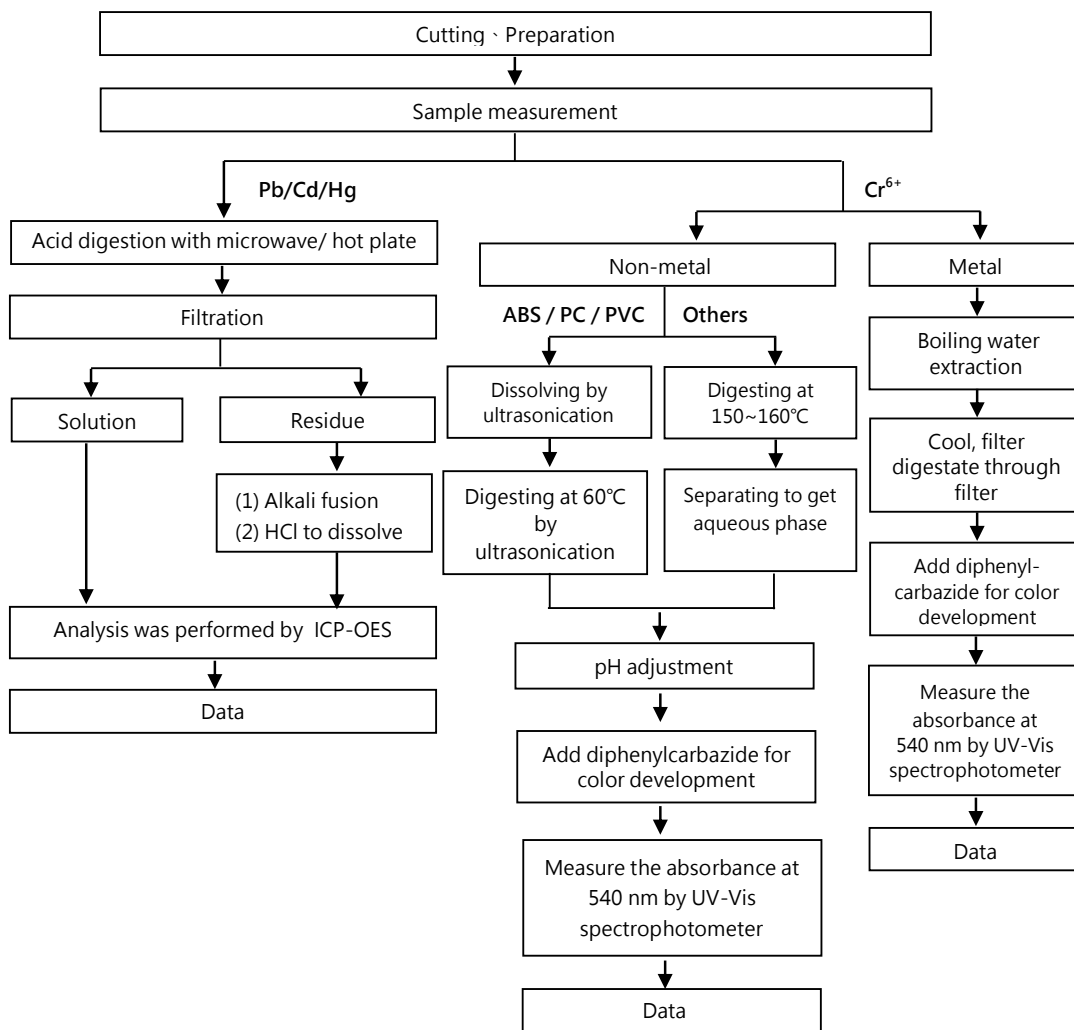 Cutting、Preparation
Sample measurement
Pb/Cd/Hg
Cr⁶⁺
Acid digestion with microwave/ hot plate
Non-metal
Metal
Filtration
ABS / PC / PVC
Others
Boiling water
extraction
Solution
Residue
Dissolving by
ultrasonication
Digesting at
150~160℃
Cool, filter
digestate through
filter
(1) Alkali fusion
(2) HCl to dissolve
Digesting at 60℃
by
ultrasonication
Separating to get
aqueous phase
Add diphenyl-
carbazide for color
development
Analysis was performed by ICP-OES
pH adjustment
Data
Measure the
absorbance at
540 nm by UV-Vis
spectrophotometer
Add diphenylcarbazide for
color development
Data
Measure the absorbance at
540 nm by UV-Vis
spectrophotometer
Data